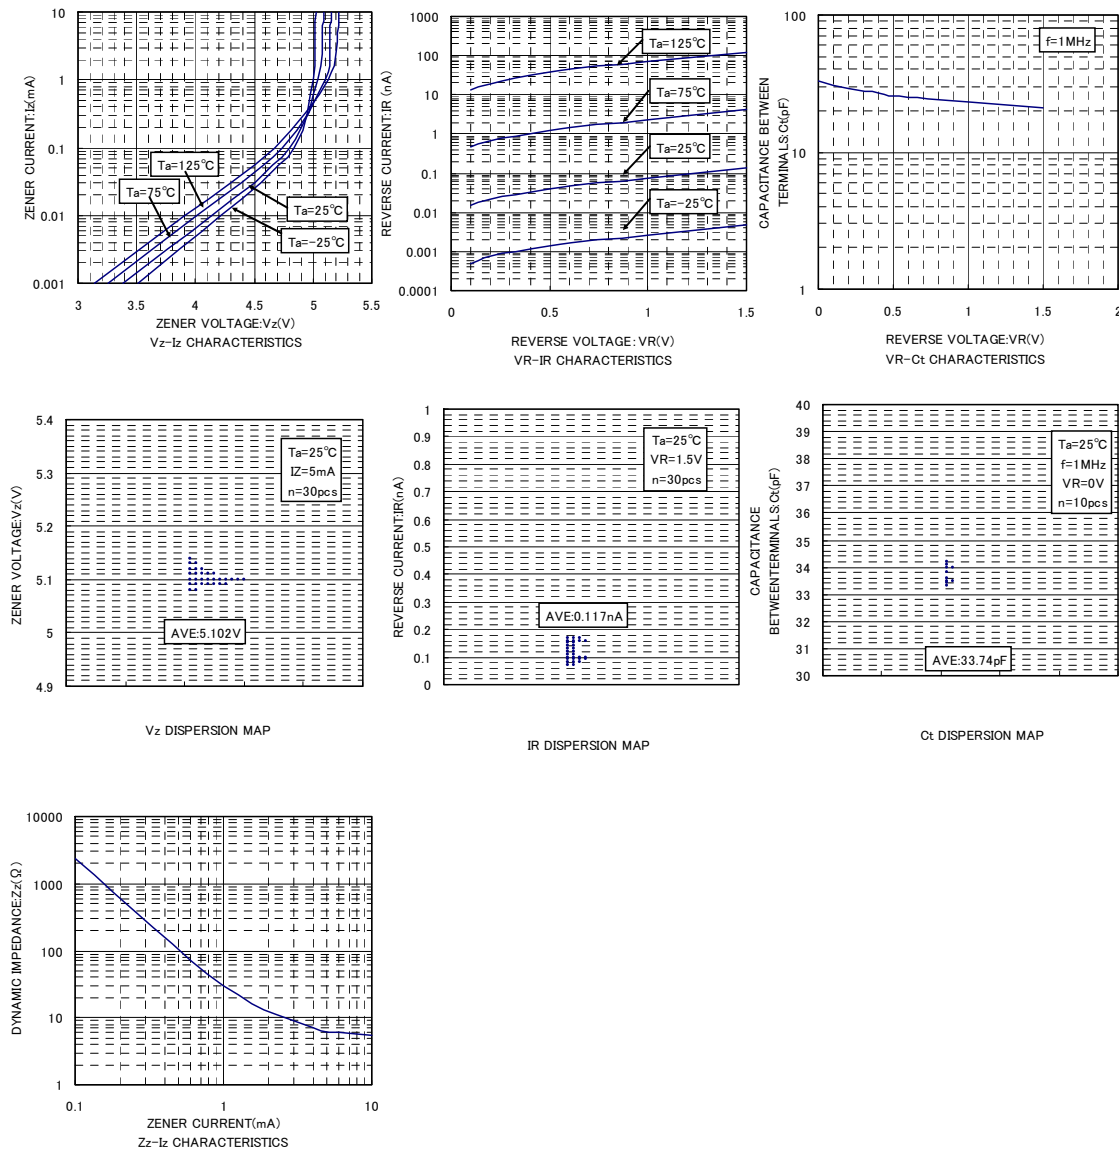 ZENER CURRENT:Iz(mA)
10
1
0.1
0.01
0.001
Ta=125°C
Ta=75°C
Ta=25°C
Ta=-25°C
3 3.5 4 4.5 5 5.5
ZENER VOLTAGE:Vz(V)
Vz-Iz CHARACTERISTICS
REVERSE CURRENT:IR (nA)
1000
100
10
1
0.1
0.01
0.001
0.0001
Ta=125°C
Ta=75°C
Ta=25°C
Ta=-25°C
0 0.5 1 1.5
REVERSE VOLTAGE: VR(V)
VR-IR CHARACTERISTICS
CAPACITANCE BETWEEN
TERMINALS:Ct(pF)
100
10
1
f=1MHz
0 0.5 1 1.5 2
REVERSE VOLTAGE:VR(V)
VR-Ct CHARACTERISTICS
ZENER VOLTAGE:Vz(V)
5.4
5.3
5.2
5.1
5
4.9
Ta=25°C
IZ=5mA
n=30pcs
AVE:5.102V
Vz DISPERSION MAP
REVERSE CURRENT:IR(nA)
1
0.9
0.8
0.7
0.6
0.5
0.4
0.3
0.2
0.1
0
Ta=25°C
VR=1.5V
n=30pcs
AVE:0.117nA
IR DISPERSION MAP
CAPACITANCE
BETWEENTERMINALS:Ct(pF)
40
39
38
37
36
35
34
33
32
31
30
Ta=25°C
f=1MHz
VR=0V
n=10pcs
AVE:33.74pF
Ct DISPERSION MAP
DYNAMIC IMPEDANCE:Zz(Ω)
10000
1000
100
10
1
0.1 1 10
ZENER CURRENT(mA)
Zz-Iz CHARACTERISTICS